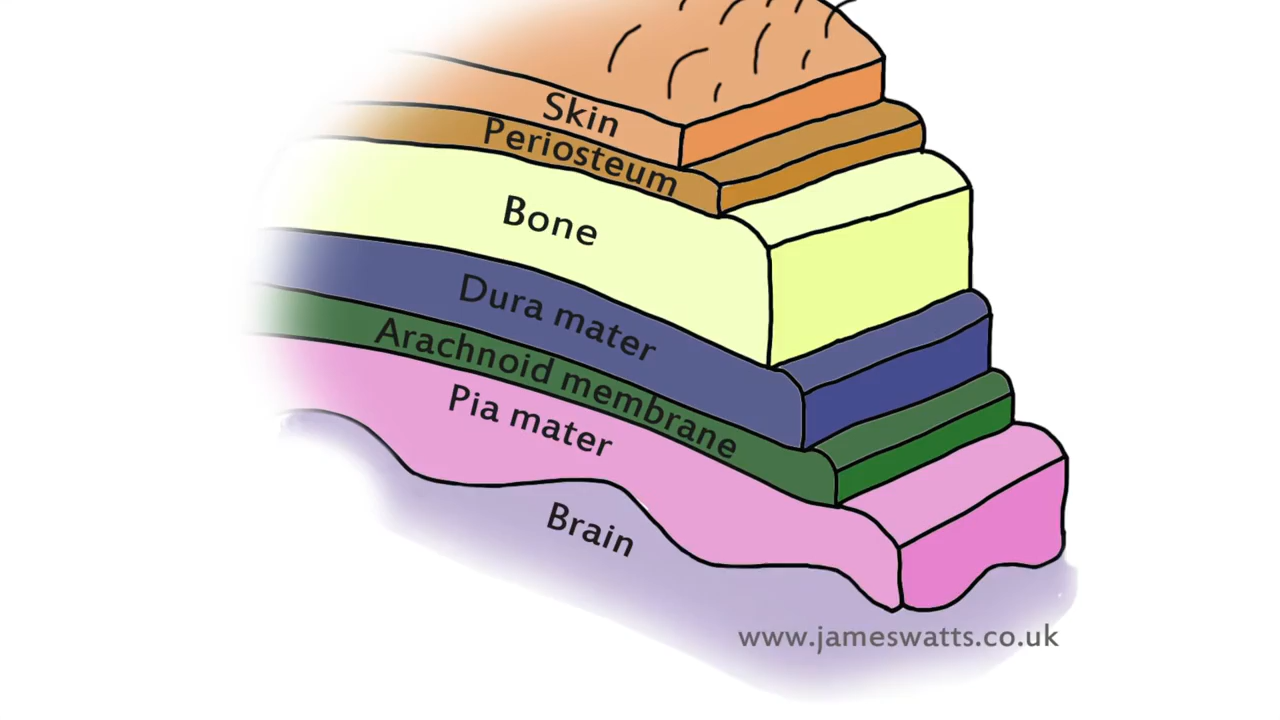 Skin
Periosteum
Bone
Dura mater
Arachnoid membrane
Pia mater
Brain
www.jameswatts.co.uk